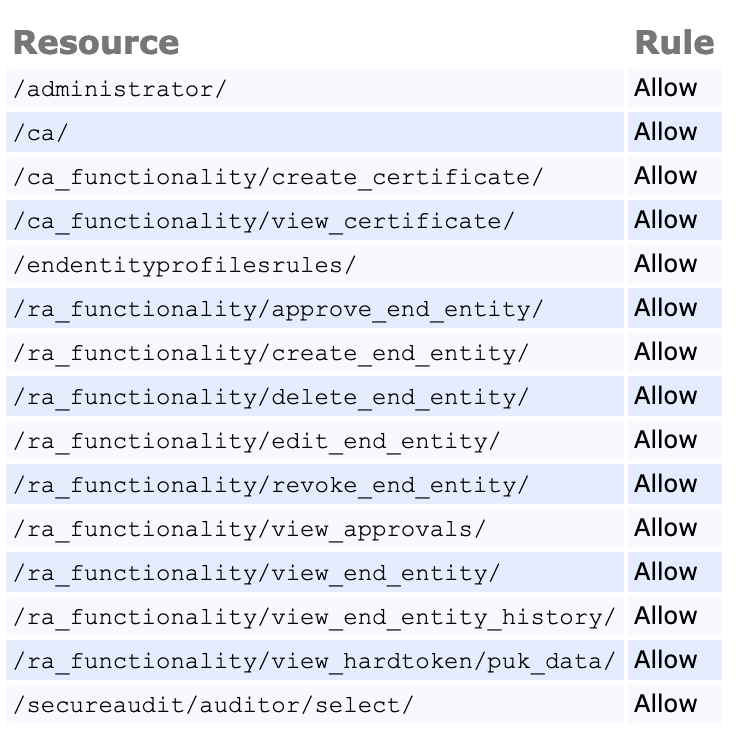 Resource Rule
/administrator/ Allow
/ca/ Allow
/ca_functionality/create_certificate/ Allow
/ca_functionality/view_certificate/ Allow
/endentityprofilesrules/ Allow
/ra_functionality/approve_end_entity/ Allow
/ra_functionality/create_end_entity/ Allow
/ra_functionality/delete_end_entity/ Allow
/ra_functionality/edit_end_entity/ Allow
/ra_functionality/revoke_end_entity/ Allow
/ra_functionality/view_approvals/ Allow
/ra_functionality/view_end_entity/ Allow
/ra_functionality/view_end_entity_history/ Allow
/ra_functionality/view_hardtoken/puk_data/ Allow
/secureaudit/auditor/select/ Allow